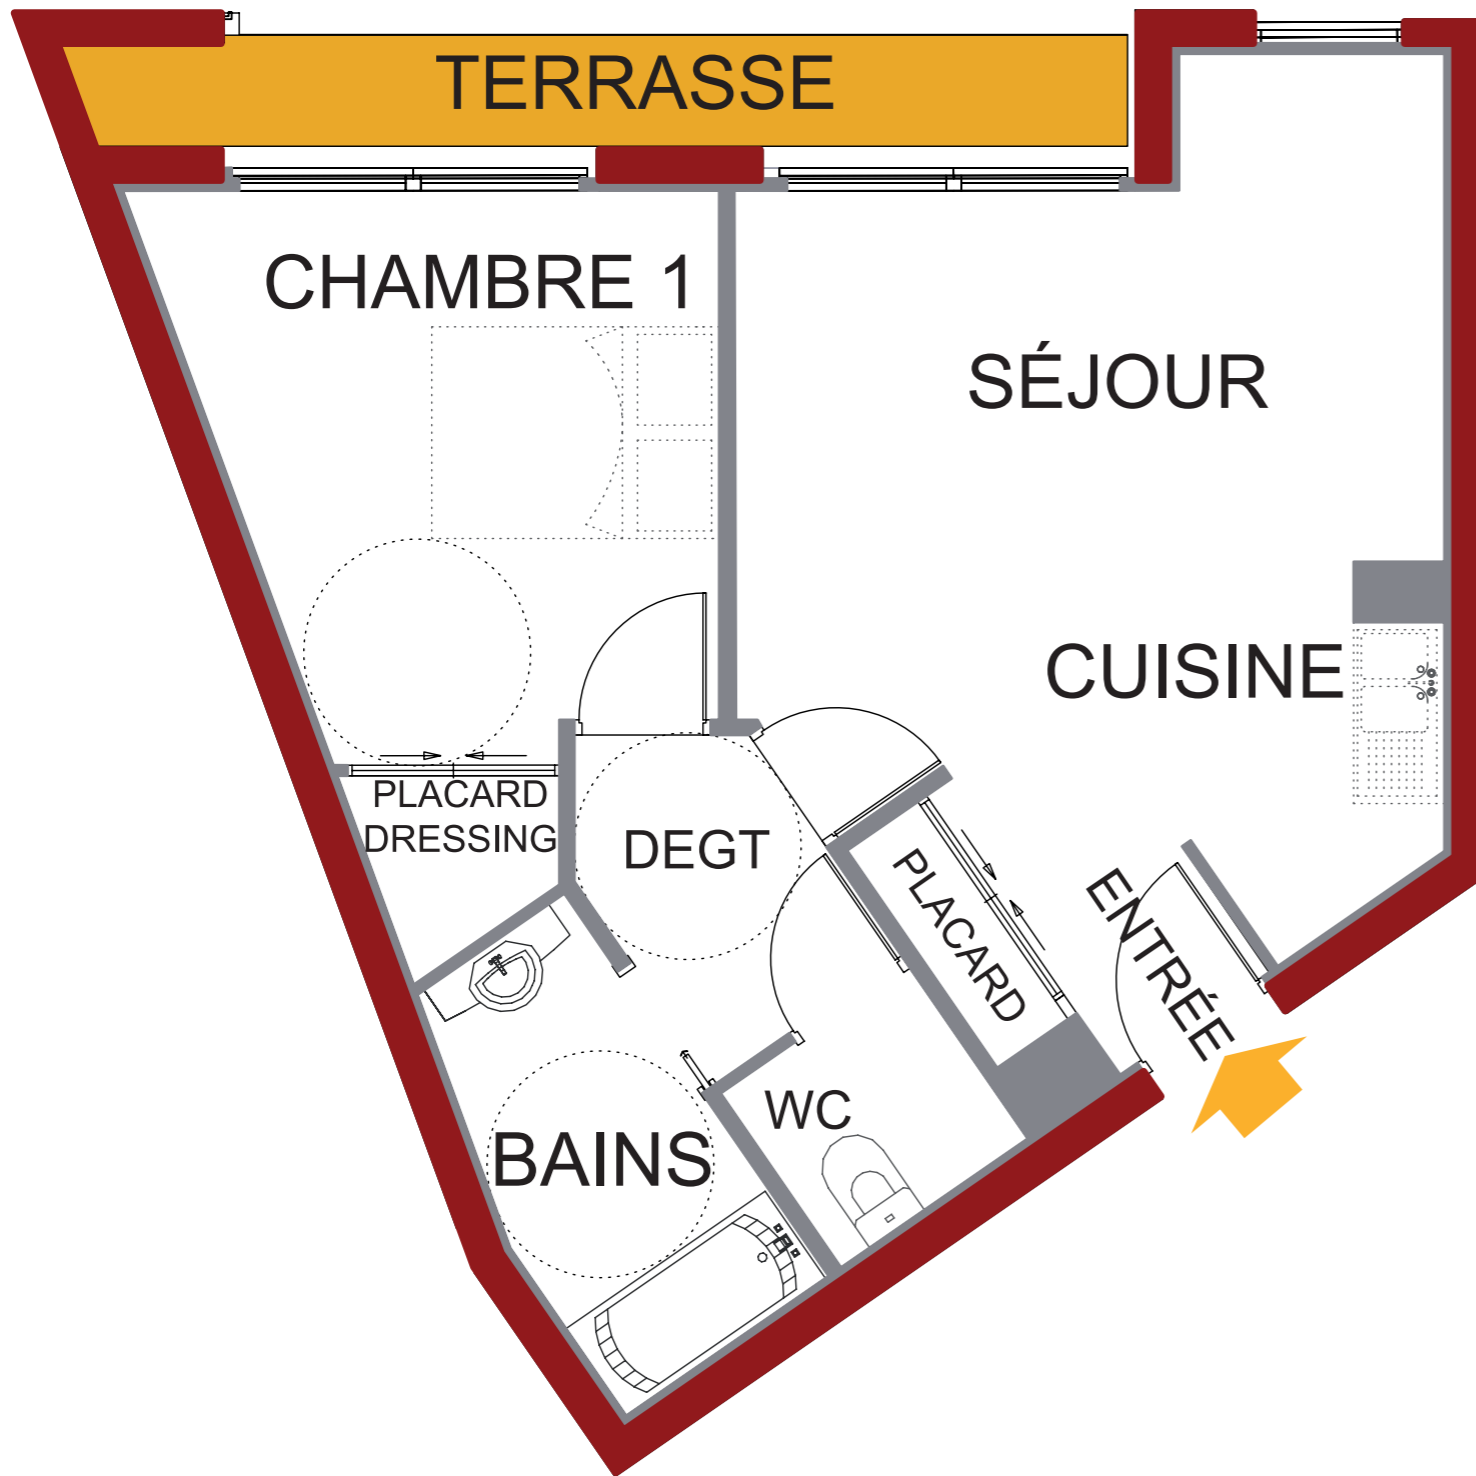 TERRASSE
CHAMBRE 1
SÉJOUR
CUISINE
PLACARD
DRESSING
DEGT
PLACARD
ENTRÉE
WC
BAINS